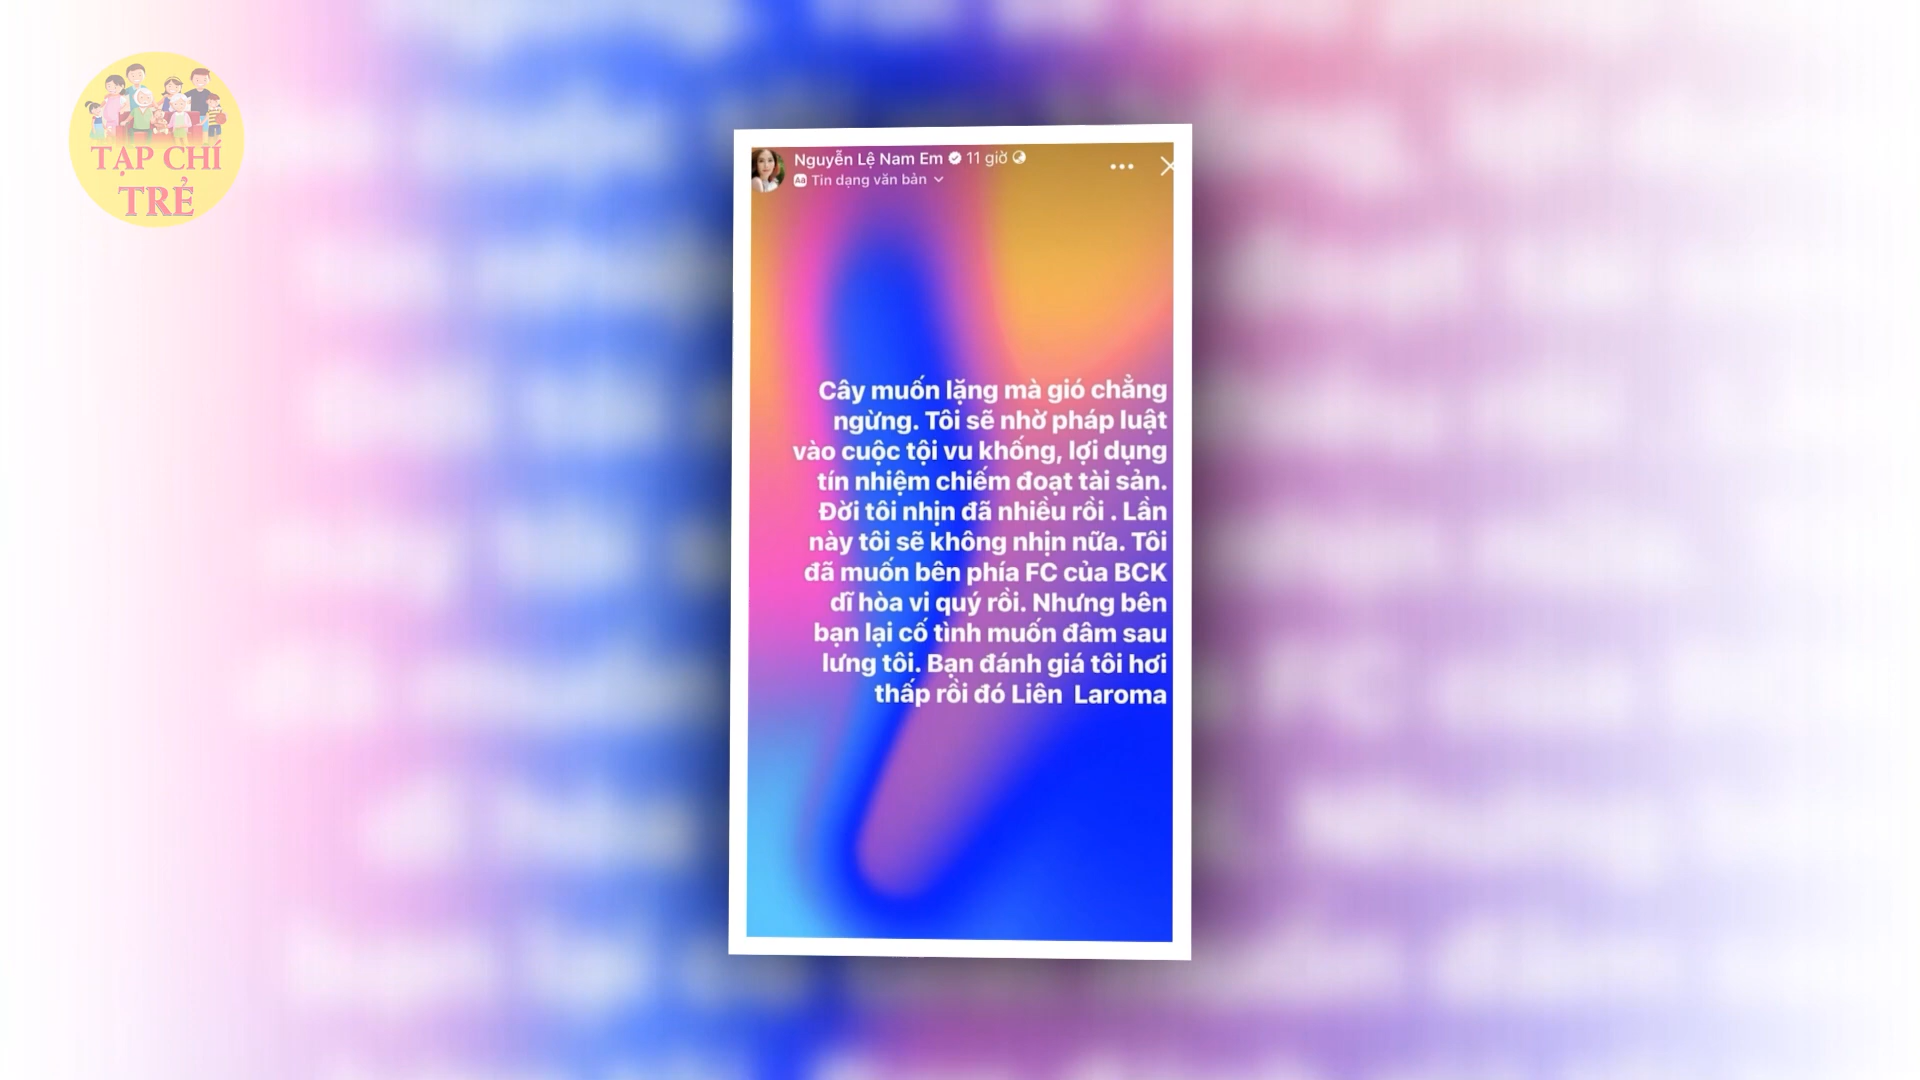 TẠP CHÍ
TRẺ
Nguyễn Lệ Nam Em 11 giờ
Aa Tin dạng văn bản
Cây muốn lặng mà gió chẳng
ngừng. Tôi sẽ nhờ pháp luật
vào cuộc tội vu khống, lợi dụng
tín nhiệm chiếm đoạt tài sản.
Đời tôi nhịn đã nhiều rồi . Lần
này tôi sẽ không nhịn nữa. Tôi
đã muốn bên phía FC của BCK
dĩ hòa vi quý rồi. Nhưng bên
bạn lại cố tình muốn đâm sau
lưng tôi. Bạn đánh giá tôi hơi
thấp rồi đó Liên Laroma